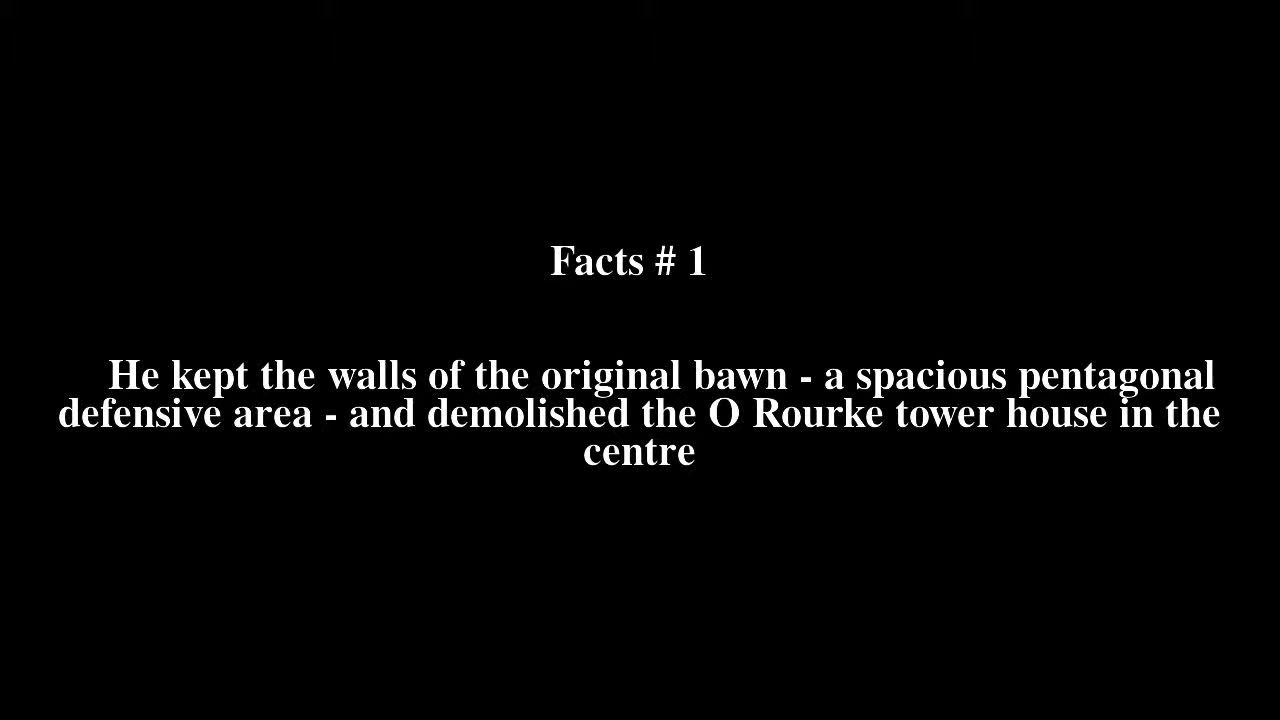 Facts # 1
He kept the walls of the original bawn - a spacious pentagonal
defensive area - and demolished the O Rourke tower house in the
centre